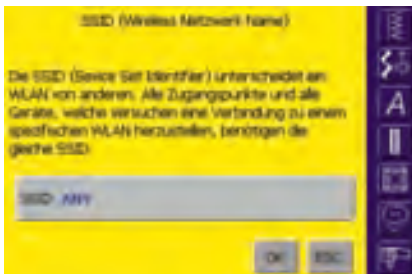 SSID (Wireless Netzwerk Name)
Die SSID (Sevice Set Identifier) unterscheidet ein
WLAN von anderen. Alle Zugangspunkte und alle
Geräte, welche versuchen eine Verbindung zu einem
spezifischen WLAN herzustellen, benötigen die
gleiche SSID.
SSID: ANY
OK ESC
A